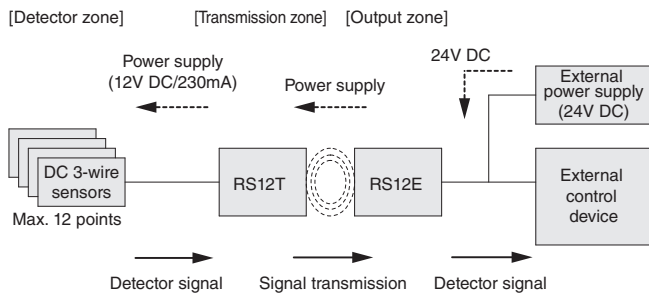 [Detector zone]
[Transmission zone]
[Output zone]
Power supply
(12V DC/230mA)
Power supply
24V DC
External
power supply
(24V DC)
DC 3-wire
sensors
Max. 12 points
RS12T
RS12E
External
control
device
Detector signal
Signal transmission
Detector signal